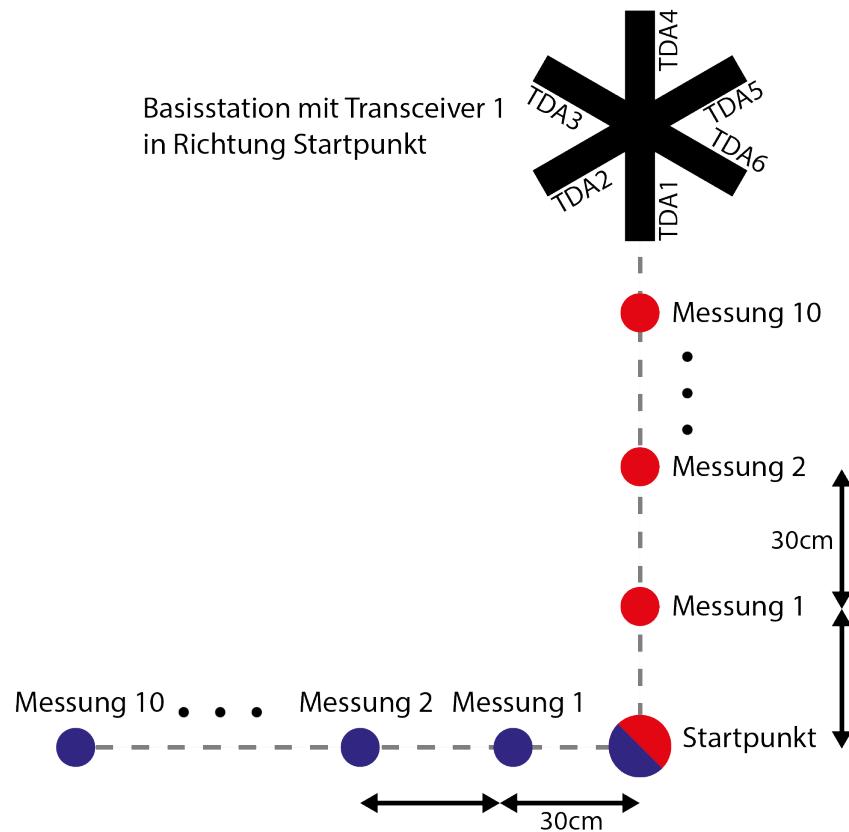 Basisstation mit Transceiver 1
in Richtung Startpunkt
TDA4
TDA3
TDA5
TDA2
TDA6
TDA1
Messung 10
Messung 2
30cm
Messung 1
Messung 10
Messung 2
Messung 1
Startpunkt
30cm